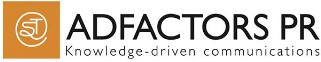 ADFACTORS PR
Knowledge-driven communications